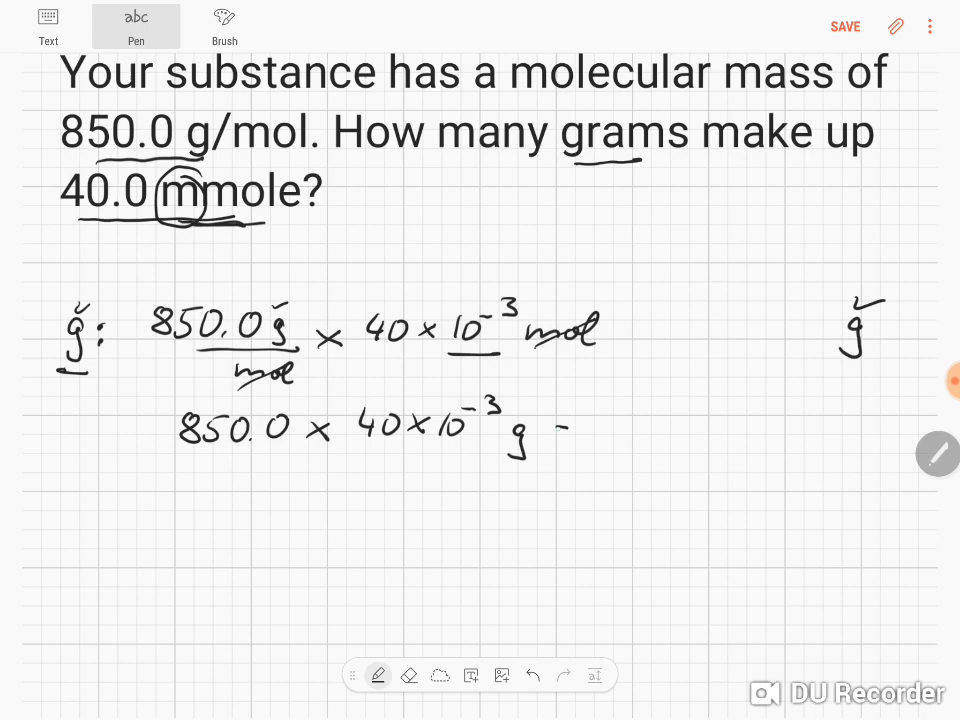 Text
abc
Pen
Brush
SAVE
Your substance has a molecular mass of
850.0 g/mol. How many grams make up
40.0 mmole?
g: 850.0 g / mol × 40 × 10⁻³ mol
g
850.0 × 40 × 10⁻³ g =
DU Recorder